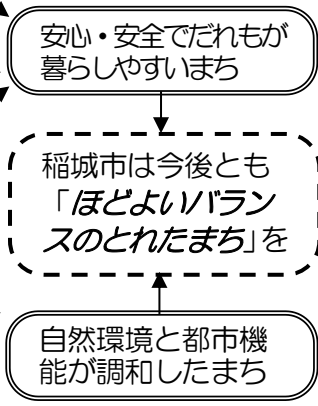 安心・安全でだれもが
暮らしやすいまち
稲城市は今後とも
「ほどよいバラン
スのとれたまち」を
自然環境と都市機
能が調和したまち